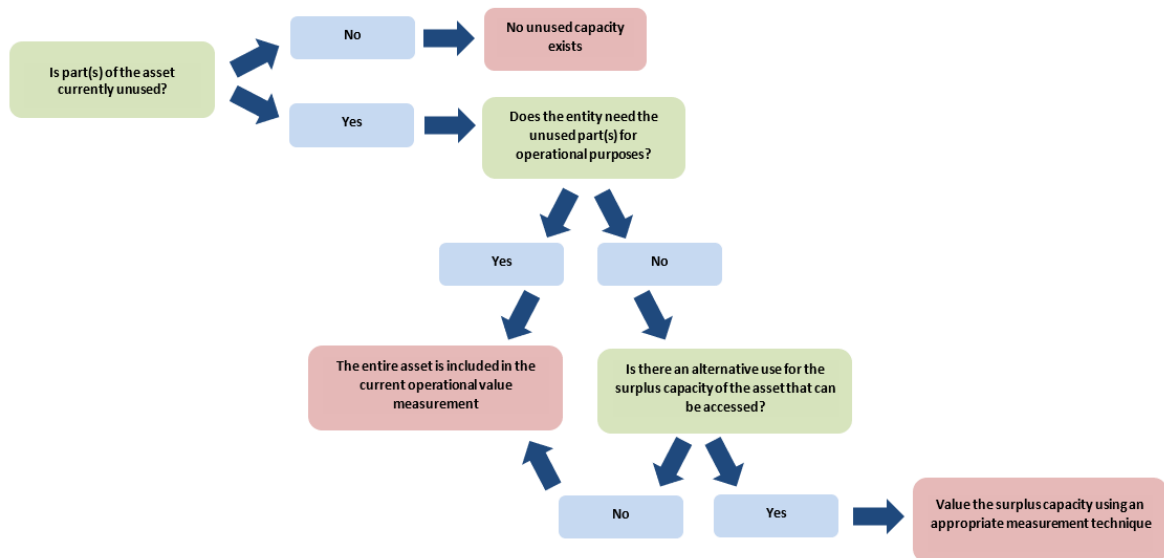 No
No unused capacity
exists
Is part(s) of the asset
currently unused?
Yes
Does the entity need the
unused part(s) for
operational purposes?
Yes
No
The entire asset is included in the
current operational value
measurement
Is there an alternative use for the
surplus capacity of the asset that can
be accessed?
No
Yes
Value the surplus capacity using an
appropriate measurement technique